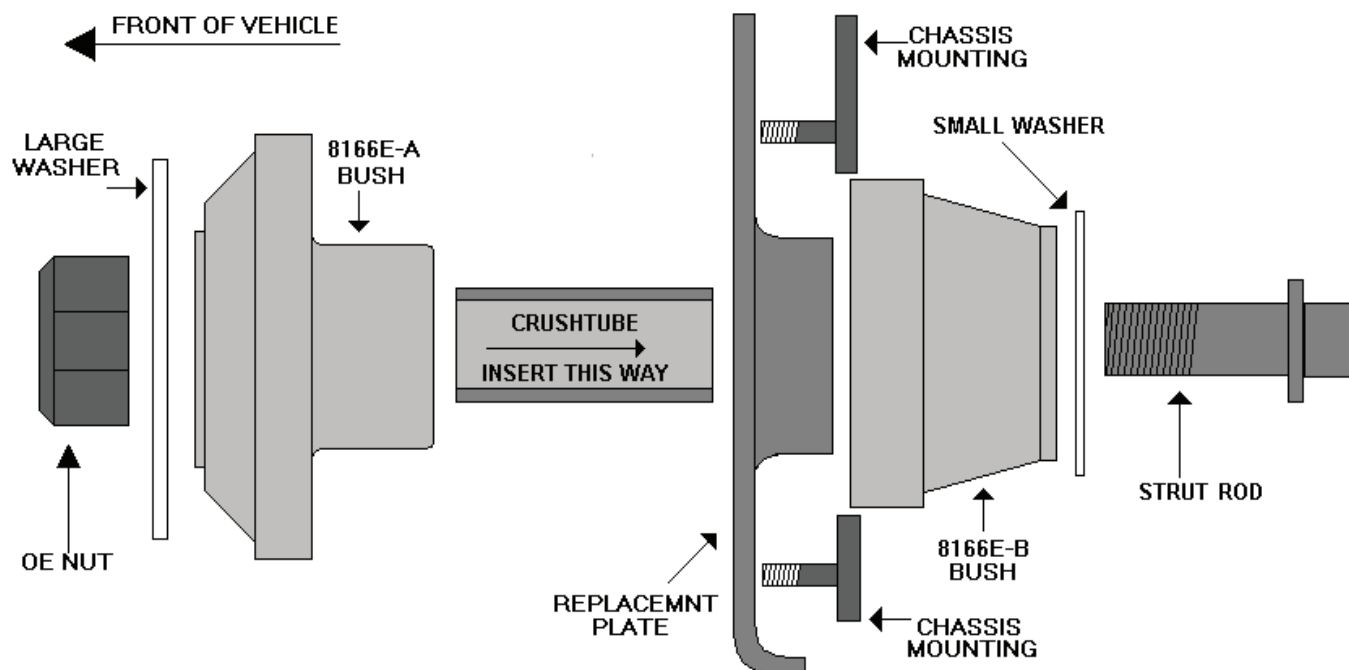 FRONT OF VEHICLE
CHASSIS
MOUNTING
SMALL WASHER
LARGE
WASHER
8166E-A
BUSH
CRUSHTUBE
INSERT THIS WAY
STRUT ROD
OE NUT
8166E-B
BUSH
REPLACEMNT
PLATE
CHASSIS
MOUNTING